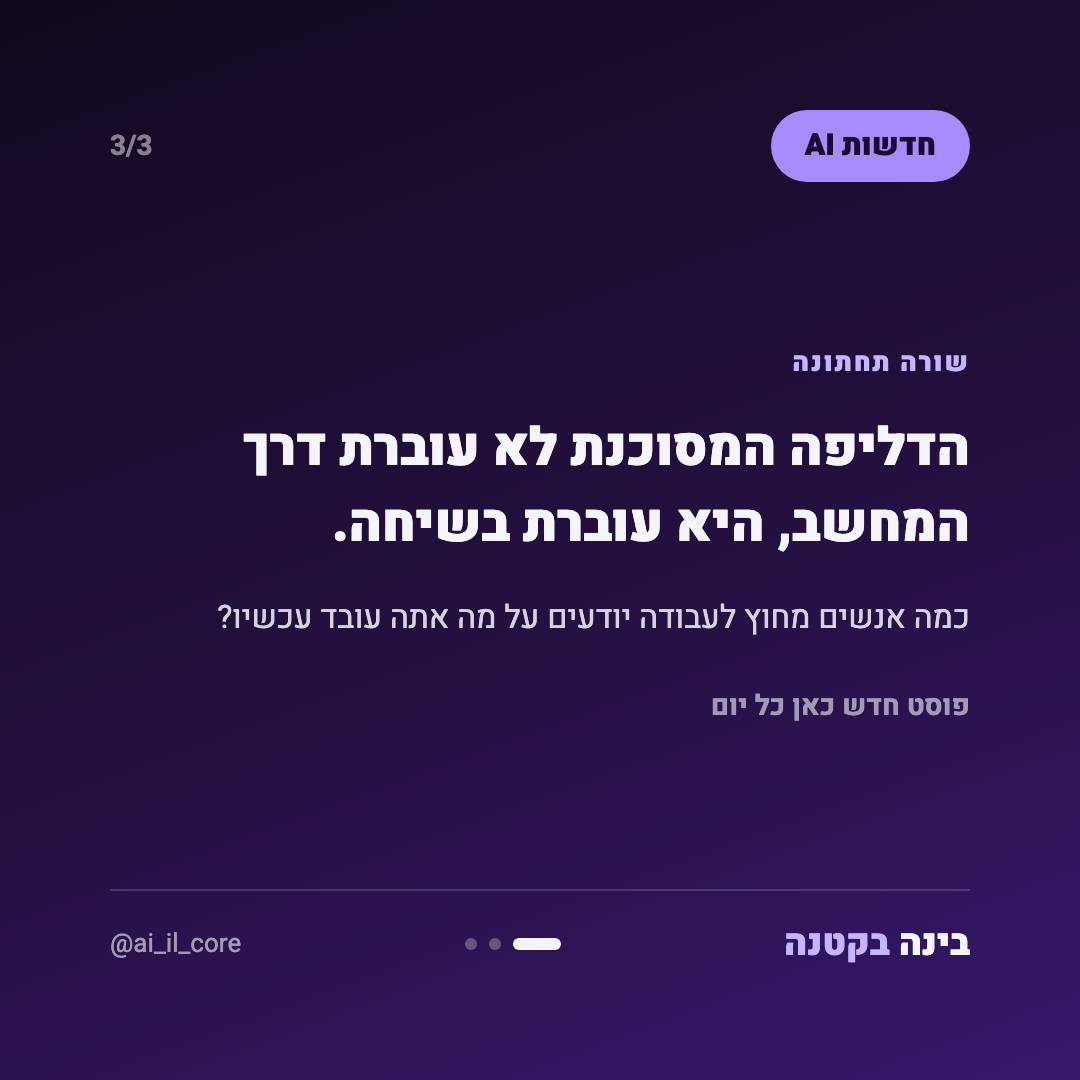 חדשות AI
3/3
שורה תחתונה
הדליפה המסוכנת לא עוברת דרך
המחשב, היא עוברת בשיחה.
כמה אנשים מחוץ לעבודה יודעים על מה אתה עובד עכשיו?
פוסט חדש כאן כל יום
בינה בקטנה
@ai_il_core